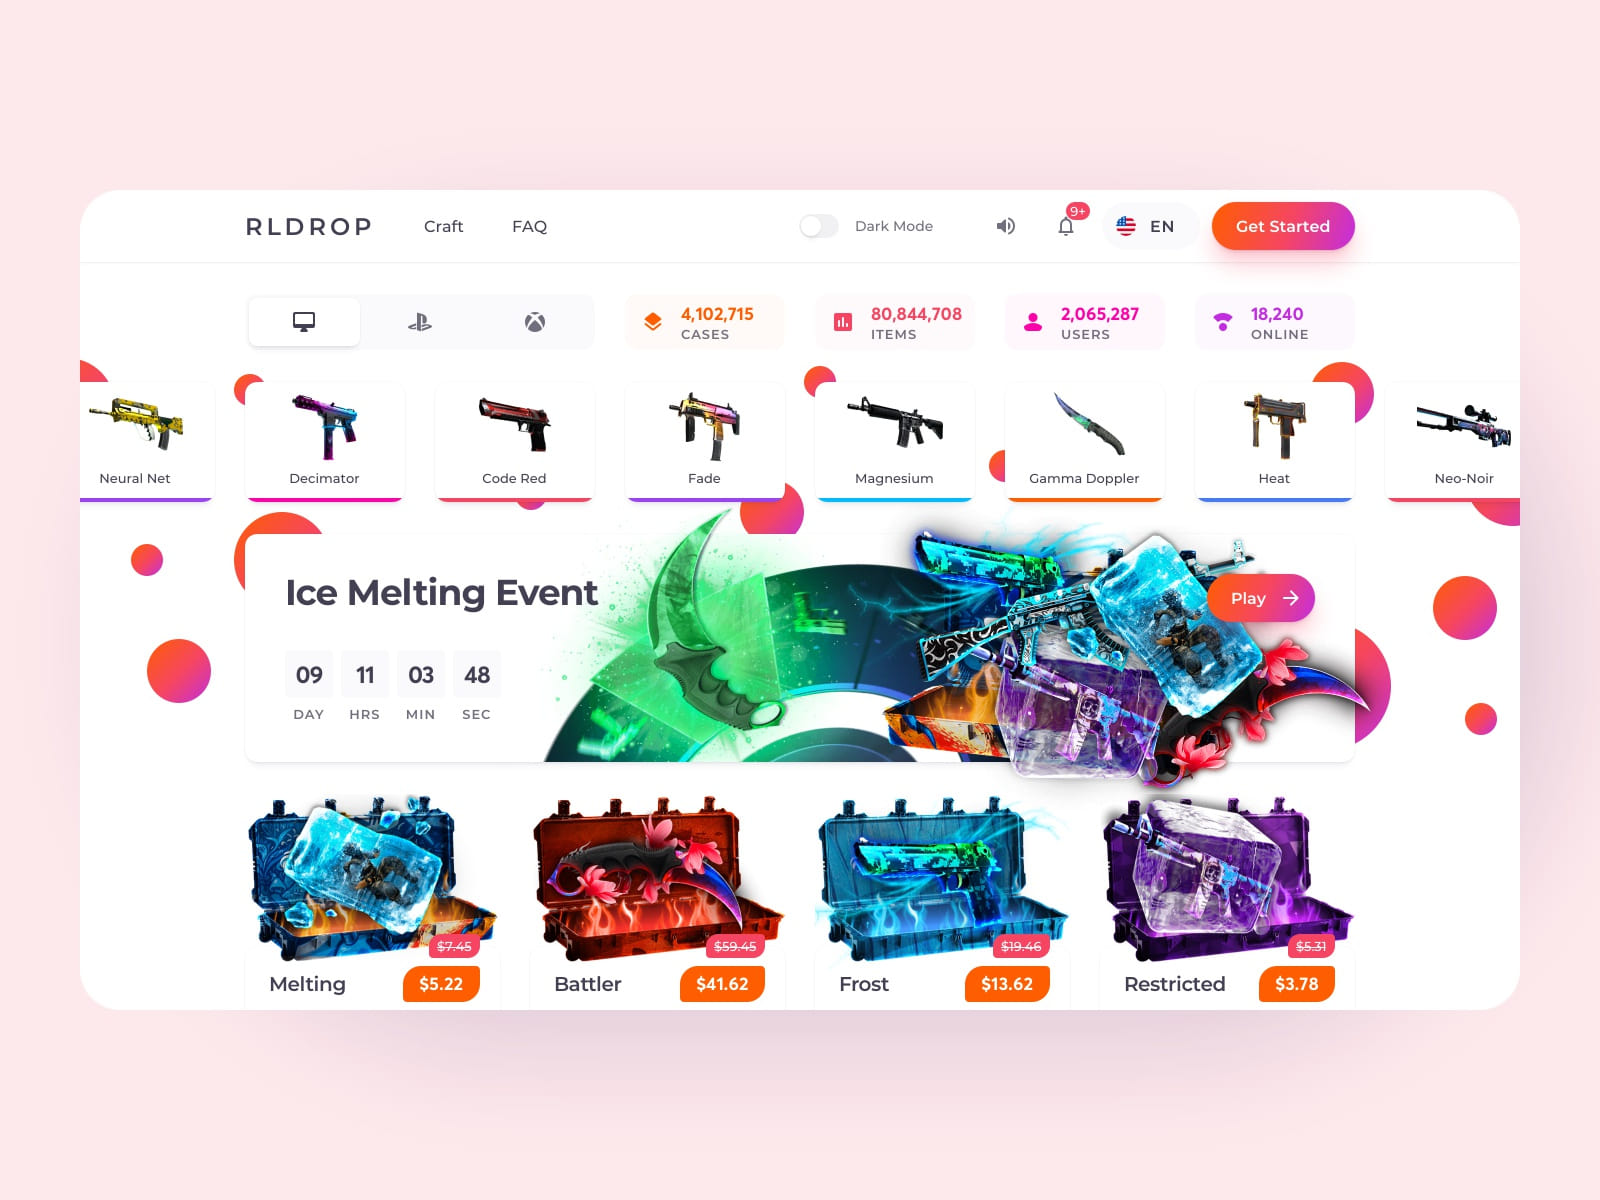 RLDROP
Craft
FAQ
Dark Mode
9+
EN
Get Started
4,102,715
CASES
80,844,708
ITEMS
2,065,287
USERS
18,240
ONLINE
Neural Net
Decimator
Code Red
Fade
Magnesium
Gamma Doppler
Heat
Neo-Noir
Ice Melting Event
Play
09 11 03 48
DAY HRS MIN SEC
$7.45
$59.45
$19.46
$5.31
Melting
$5.22
Battler
$41.62
Frost
$13.62
Restricted
$3.78